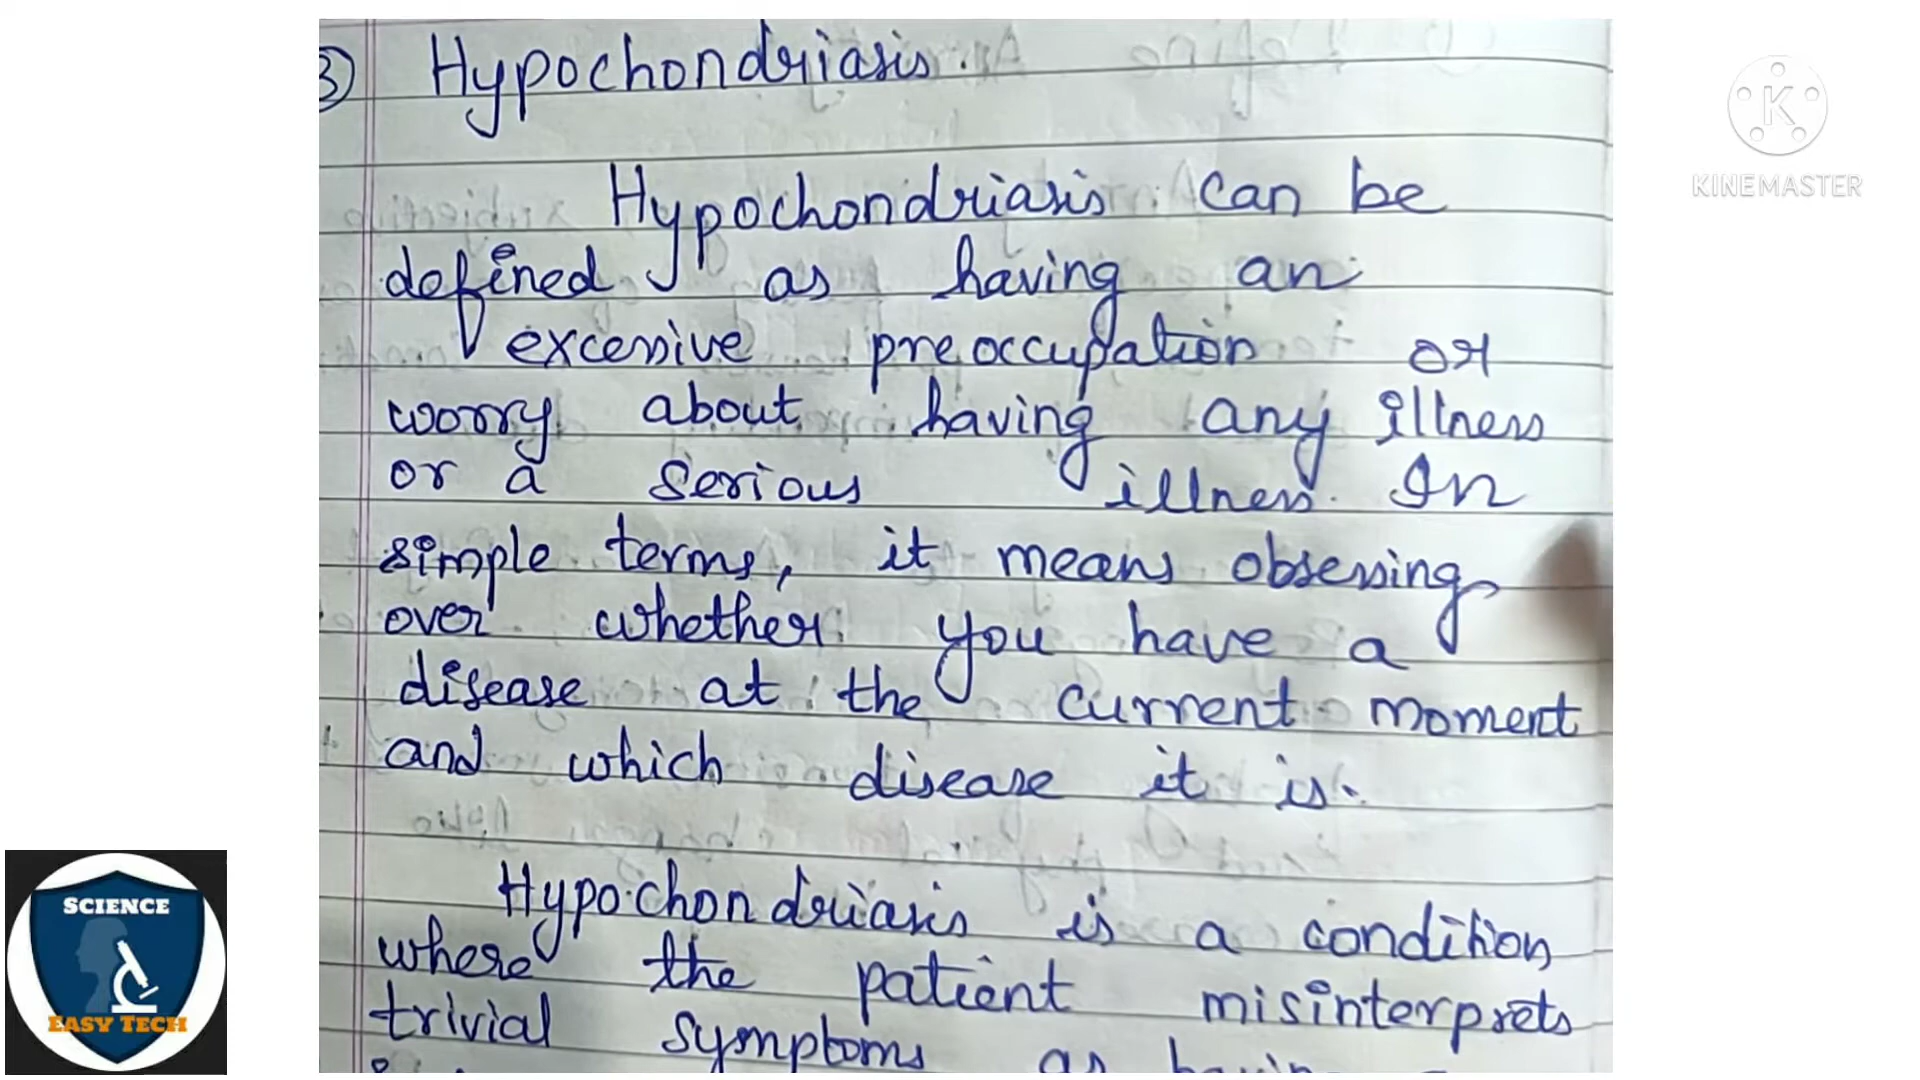 3) Hypochondriasis.
Hypochondriasis can be
defined as having an
excessive preoccupation or
worry about having any illness
or a serious illness. In
simple terms, it means obsessing
over whether you have a
disease at the current moment
and which disease it is.
Hypochondriasis is a condition
where the patient misinterprets
trivial symptoms as having
K
KINEMASTER
SCIENCE
EASY TECH